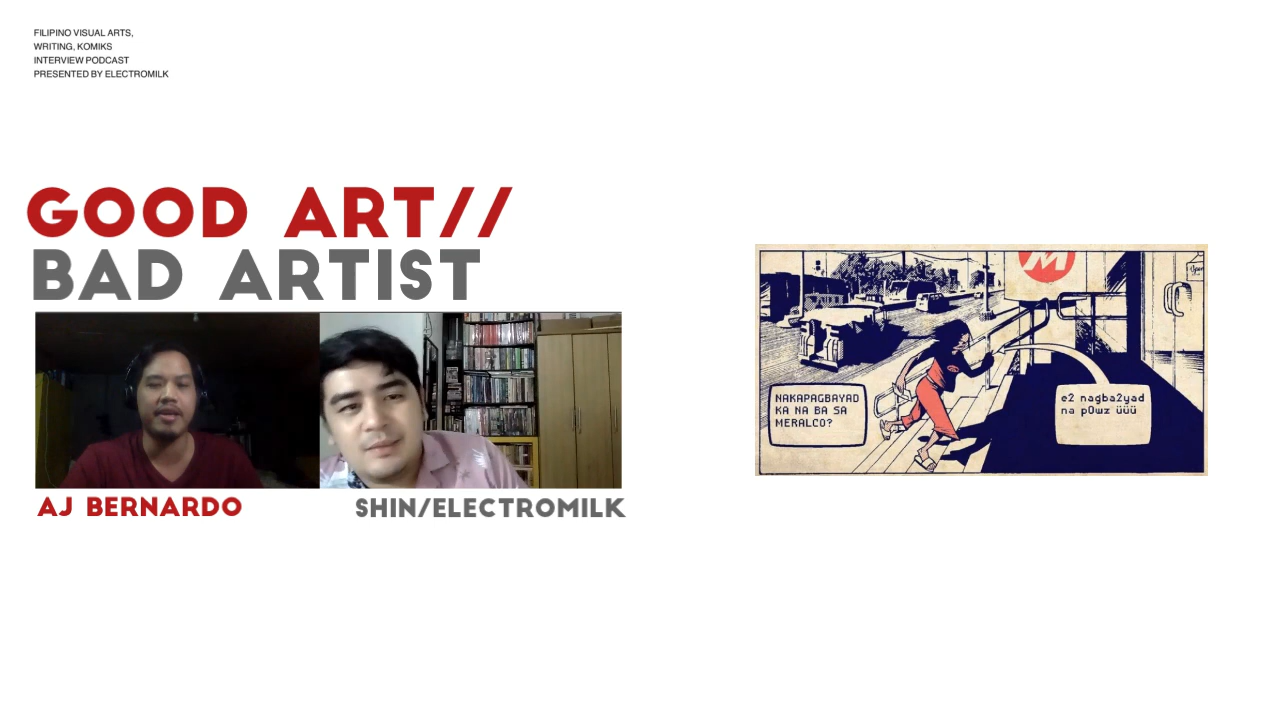 FILIPINO VISUAL ARTS,
WRITING, KOMIKS
INTERVIEW PODCAST
PRESENTED BY ELECTROMILK
GOOD ART//
BAD ARTIST
AJ BERNARDO
SHIN/ELECTROMILK
M
NAKAPAGBAYAD
KA NA BA SA
MERALCO?
e2 nagba2yad
na p0wz üüü